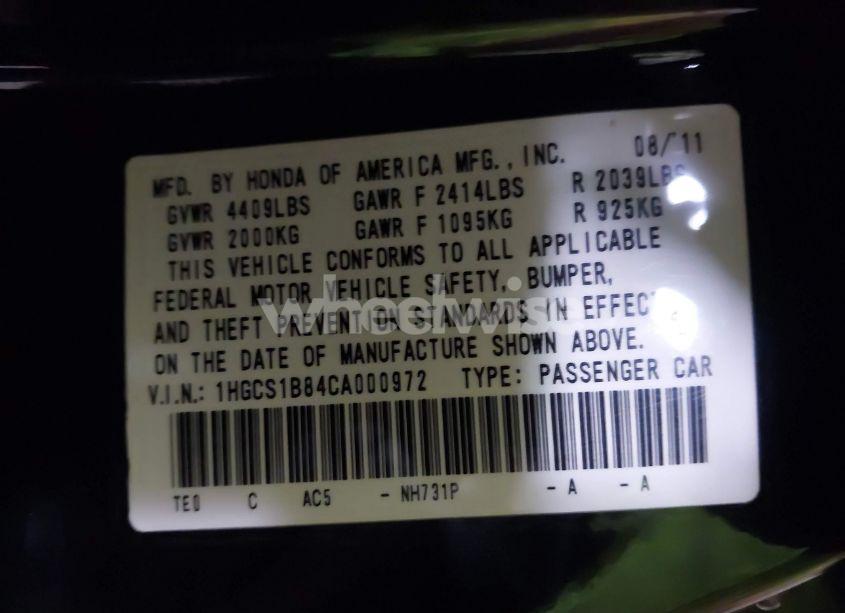 MFD. BY HONDA OF AMERICA MFG., INC. 08/11
GVWR 4409LBS GAWR F 2414LBS R 2039LBS
GVWR 2000KG GAWR F 1095KG R 925KG
THIS VEHICLE CONFORMS TO ALL APPLICABLE
FEDERAL MOTOR VEHICLE SAFETY, BUMPER,
AND THEFT PREVENTION STANDARDS IN EFFECT
ON THE DATE OF MANUFACTURE SHOWN ABOVE.
V.I.N.: 1HGCS1B84CA000972 TYPE: PASSENGER CAR
TE0 C AC5 - NH731P - A - A
wheelwise